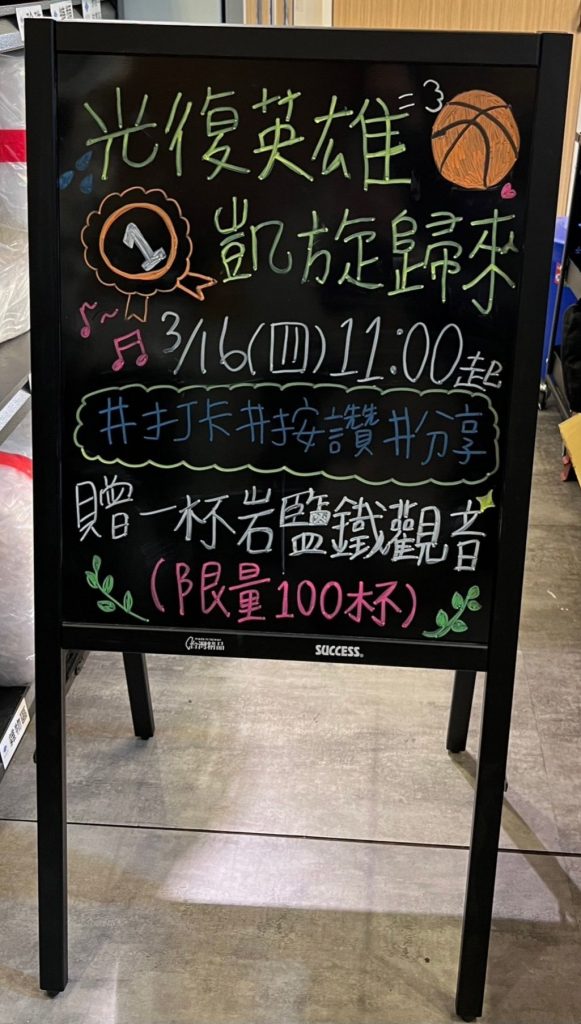 光復英雄
1
凱旋歸來
3/16(四)11:00起
#打卡#按讚#分享
贈一杯岩鹽鐵觀音
(限量100杯)
台灣精品
SUCCESS®